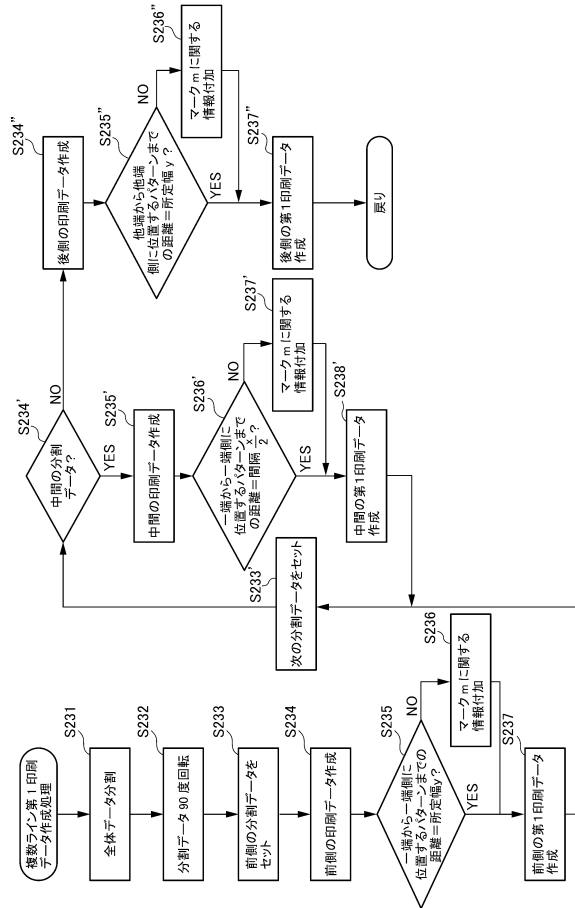 複数ライン第1印刷
データ作成処理
S231
全体データ分割
S232
分割データ90度回転
S233
前側の分割データを
セット
S234
前側の印刷データ作成
S235
一端から一端側に
位置するパターンまでの
距離＝所定幅y？
NO
YES
S236
マークmに関する
情報付加
S237
前側の第1印刷データ
作成
S233'
次の分割データをセット
S234'
中間の分割
データ？
NO
YES
S235'
中間の印刷データ作成
S236'
一端から一端側に
位置するパターンまで
の距離＝間隔x/2？
NO
YES
S237'
マークmに関する
情報付加
S238'
中間の第1印刷データ
作成
S234"
後側の印刷データ作成
S235"
他端から他端
側に位置するパターンまで
の距離＝所定幅y？
NO
YES
S236"
マークmに関する
情報付加
S237"
後側の第1印刷データ
作成
戻り